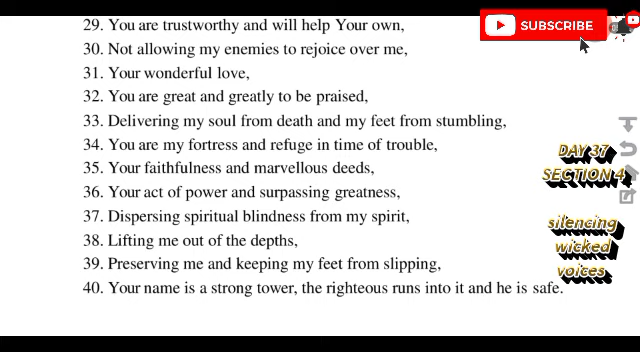 29. You are trustworthy and will help Your own,
30. Not allowing my enemies to rejoice over me,
31. Your wonderful love,
32. You are great and greatly to be praised,
33. Delivering my soul from death and my feet from stumbling,
34. You are my fortress and refuge in time of trouble,
35. Your faithfulness and marvellous deeds,
36. Your act of power and surpassing greatness,
37. Dispersing spiritual blindness from my spirit,
38. Lifting me out of the depths,
39. Preserving me and keeping my feet from slipping,
40. Your name is a strong tower, the righteous runs into it and he is safe.
SUBSCRIBE
DAY 37
SECTION 4
silencing
wicked
voices